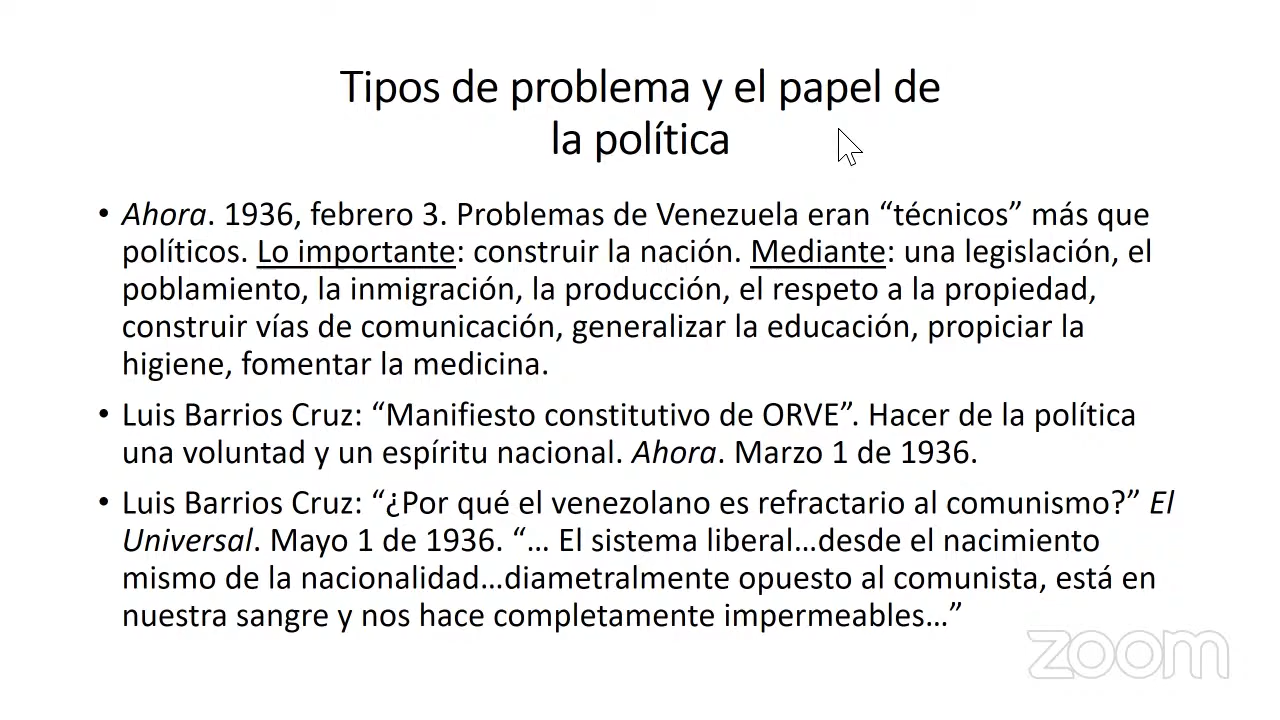 Tipos de problema y el papel de
la política
• Ahora. 1936, febrero 3. Problemas de Venezuela eran “técnicos” más que
políticos. Lo importante: construir la nación. Mediante: una legislación, el
poblamiento, la inmigración, la producción, el respeto a la propiedad,
construir vías de comunicación, generalizar la educación, propiciar la
higiene, fomentar la medicina.
• Luis Barrios Cruz: “Manifiesto constitutivo de ORVE”. Hacer de la política
una voluntad y un espíritu nacional. Ahora. Marzo 1 de 1936.
• Luis Barrios Cruz: “¿Por qué el venezolano es refractario al comunismo?” El
Universal. Mayo 1 de 1936. “… El sistema liberal…desde el nacimiento
mismo de la nacionalidad…diametralmente opuesto al comunista, está en
nuestra sangre y nos hace completamente impermeables…”
zoom